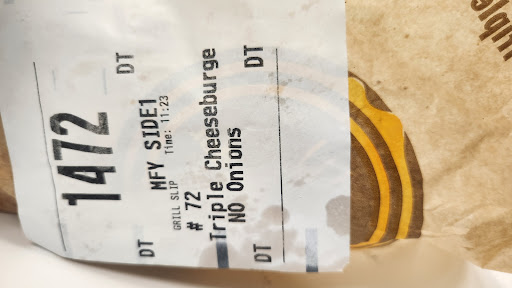 1472
DT DT
MFY SIDE1
GRILL SLIP Time: 11:23
# 72
Triple Cheeseburge
NO Onions
DT DT